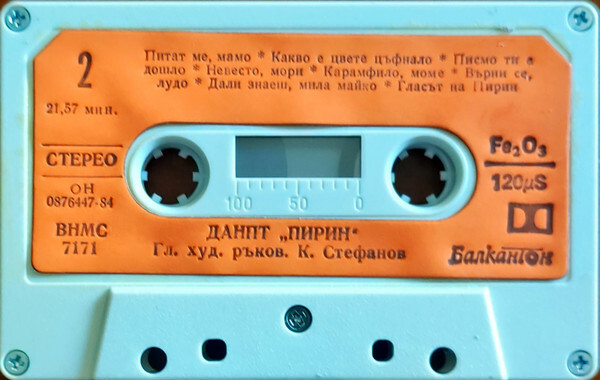 2
Питат ме, мамо * Какво е цвете цъфнало * Писмо ти е
дошло * Невесто, мори * Карамфило, моме * Върни се,
лудо * Дали знаеш, мила майко * Гласът на Пирин
21,57 мин.
СТЕРЕО
ОН
0876447-84
ВНМС
7171
Fe₂O₃
120µS
100 50 0
ДАНПТ „ПИРИН“
Гл. худ. ръков. К. Стефанов
Балкантон